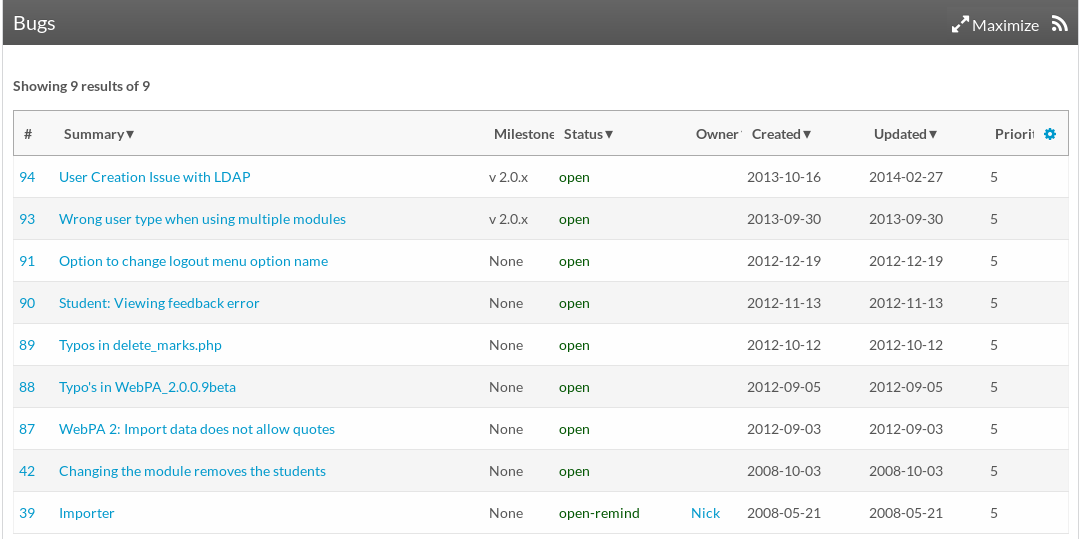 Bugs Maximize
Showing 9 results of 9
# Summary▼ Milestone Status▼ Owner Created▼ Updated▼ Priorit
94 User Creation Issue with LDAP v 2.0.x open 2013-10-16 2014-02-27 5
93 Wrong user type when using multiple modules v 2.0.x open 2013-09-30 2013-09-30 5
91 Option to change logout menu option name None open 2012-12-19 2012-12-19 5
90 Student: Viewing feedback error None open 2012-11-13 2012-11-13 5
89 Typos in delete_marks.php None open 2012-10-12 2012-10-12 5
88 Typo's in WebPA_2.0.0.9beta None open 2012-09-05 2012-09-05 5
87 WebPA 2: Import data does not allow quotes None open 2012-09-03 2012-09-03 5
42 Changing the module removes the students None open 2008-10-03 2008-10-03 5
39 Importer None open-remind Nick 2008-05-21 2008-05-21 5